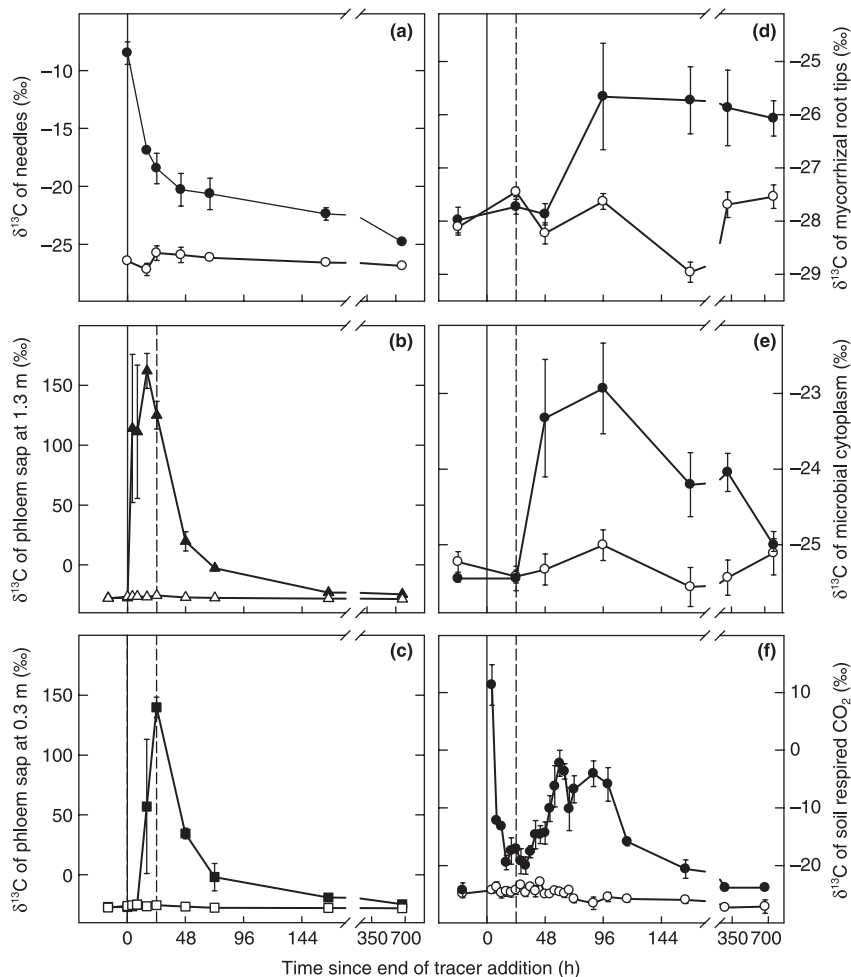 (a)
δ¹³C of needles (‰)
−10
−15
−20
−25
(b)
δ¹³C of phloem sap at 1.3 m (‰)
150
100
50
0
(c)
δ¹³C of phloem sap at 0.3 m (‰)
150
100
50
0
0 48 96 144 350 700
(d)
δ¹³C of mycorrhizal root tips (‰)
−25
−26
−27
−28
−29
(e)
δ¹³C of microbial cytoplasm (‰)
−23
−24
−25
(f)
δ¹³C of soil respired CO₂ (‰)
10
0
−10
−20
0 48 96 144 350 700
Time since end of tracer addition (h)